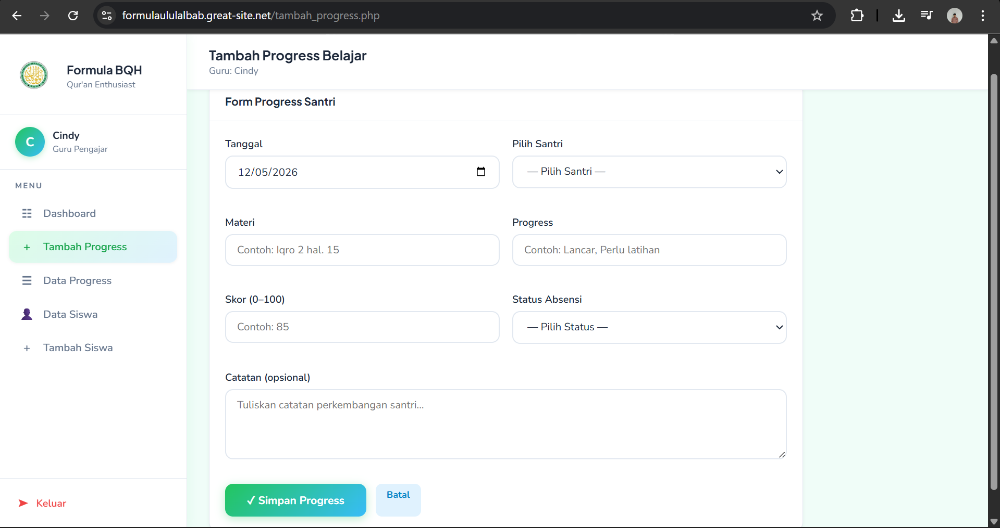 formulaululalbab.great-site.net/tambah_progress.php
Formula BQH
Qur'an Enthusiast
C
Cindy
Guru Pengajar
MENU
Dashboard
+ Tambah Progress
Data Progress
Data Siswa
+ Tambah Siswa
Keluar
Tambah Progress Belajar
Guru: Cindy
Form Progress Santri
Tanggal
12/05/2026
Pilih Santri
— Pilih Santri —
Materi
Contoh: Iqro 2 hal. 15
Progress
Contoh: Lancar, Perlu latihan
Skor (0–100)
Contoh: 85
Status Absensi
— Pilih Status —
Catatan (opsional)
Tuliskan catatan perkembangan santri...
✓ Simpan Progress
Batal